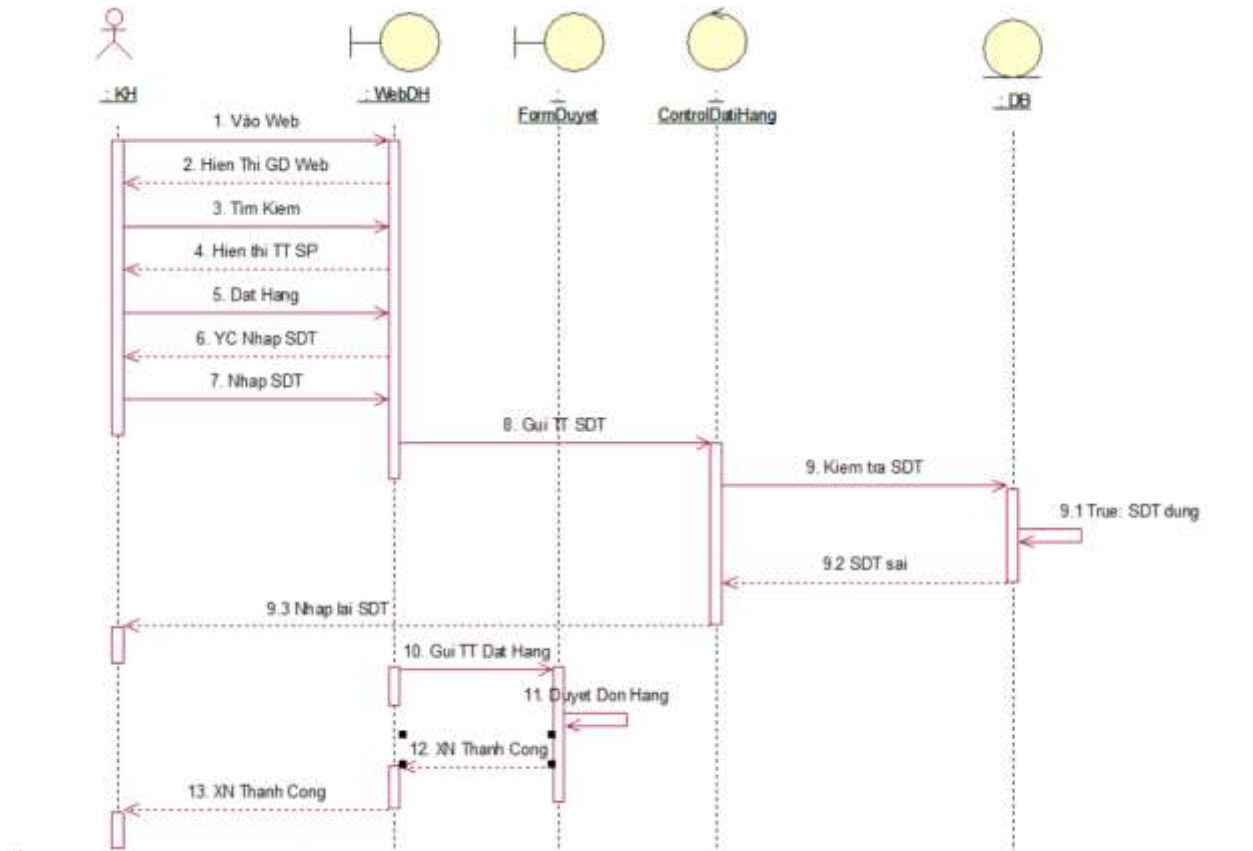 : KH
: WebDH
:
FormDuyet
:
ControlDatiHang
: DB
1. Vào Web
2. Hien Thi GD Web
3. Tim Kiem
4. Hien thi TT SP
5. Dat Hang
6. YC Nhap SDT
7. Nhap SDT
8. Gui TT SDT
9. Kiem tra SDT
9.1 True: SDT dung
9.2 SDT sai
9.3 Nhap lai SDT
10. Gui TT Dat Hang
11. Duyet Don Hang
12. XN Thanh Cong
13. XN Thanh Cong